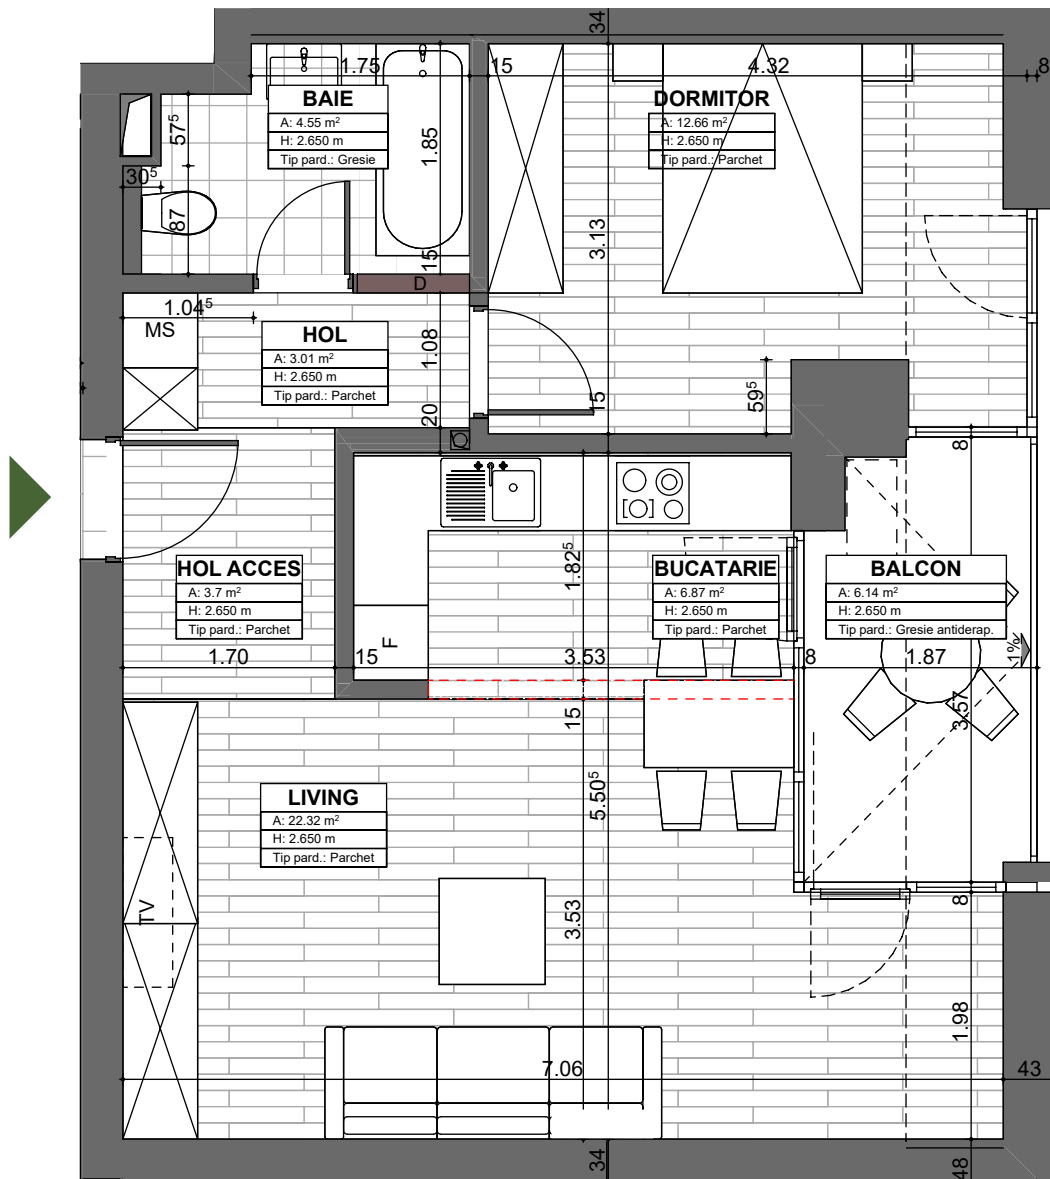 34
1.75
15
4.32
8
BAIE
A: 4.55 m²
H: 2.650 m
Tip pard.: Gresie
DORMITOR
A: 12.66 m²
H: 2.650 m
Tip pard.: Parchet
57⁵
1.85
30⁵
87
3.13
15
D
1.04⁵
MS
HOL
A: 3.01 m²
H: 2.650 m
Tip pard.: Parchet
1.08
20
15
59⁵
8
HOL ACCES
A: 3.7 m²
H: 2.650 m
Tip pard.: Parchet
1.82⁵
BUCATARIE
A: 6.87 m²
H: 2.650 m
Tip pard.: Parchet
BALCON
A: 6.14 m²
H: 2.650 m
Tip pard.: Gresie antiderap.
F
1%
1.70
15
3.53
8
1.87
15
3.57
5.50⁵
LIVING
A: 22.32 m²
H: 2.650 m
Tip pard.: Parchet
TV
3.53
8
1.98
7.06
43
34
48